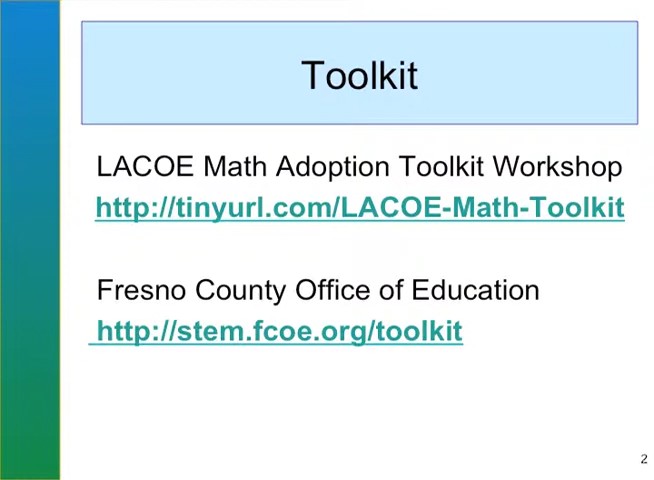 Toolkit
LACOE Math Adoption Toolkit Workshop
http://tinyurl.com/LACOE-Math-Toolkit
Fresno County Office of Education
http://stem.fcoe.org/toolkit
2